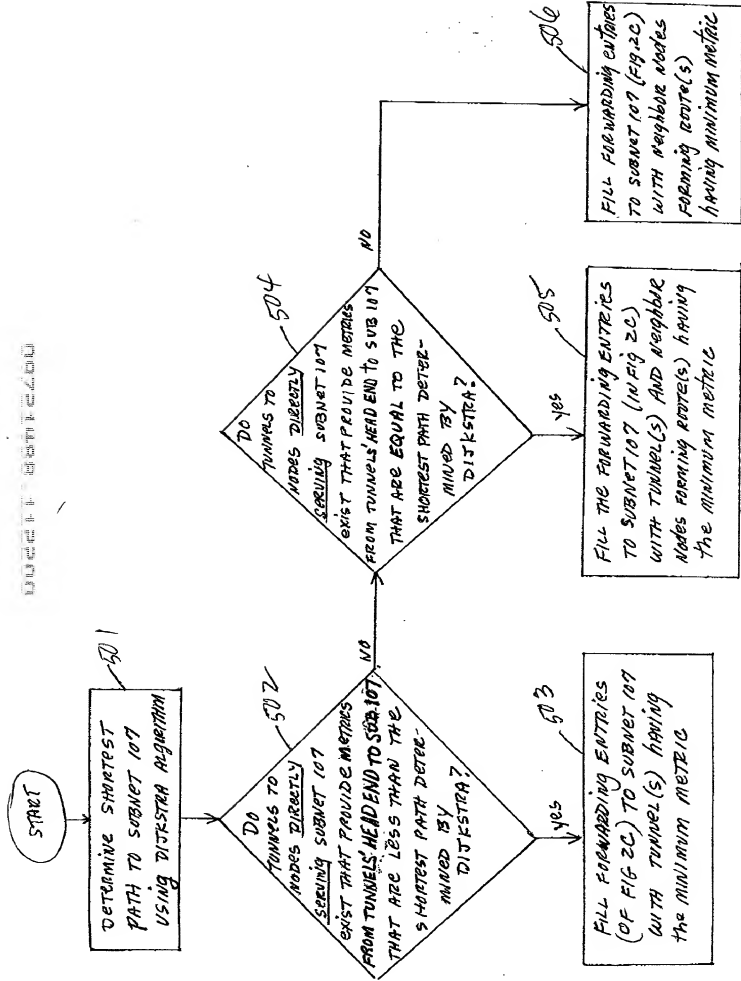 START
501
DETERMINE SHORTEST
PATH TO SUBNET 107
USING DIJKSTRA ALGORITHM
502
DO
TUNNELS TO
NODES DIRECTLY
SERVING SUBNET 107
EXIST THAT PROVIDE METRICS
FROM TUNNELS' HEAD END TO SUB.107
THAT ARE LESS THAN THE
SHORTEST PATH DETER-
MINED BY
DIJKSTRA?
NO
yes
503
FILL FORWARDING ENTRIES
(OF FIG 2C) TO SUBNET 107
WITH TUNNEL(S) HAVING
the MINIMUM METRIC
504
DO
TUNNELS TO
NODES DIRECTLY
SERVING SUBNET 107
EXIST THAT PROVIDE METRICS
FROM TUNNELS' HEAD END TO SUB 107
THAT ARE EQUAL TO THE
SHORTEST PATH DETER-
MINED BY
DIJKSTRA?
NO
yes
505
FILL THE FORWARDING ENTRIES
TO SUBNET 107 (IN FIG 2C)
WITH TUNNEL(S) AND NEIGHBOR
NODES FORMING ROUTE(S) HAVING
the MINIMUM METRIC
506
FILL FORWARDING ENTRIES
TO SUBNET 107 (FIG.2C)
WITH NEIGHBOR NODES
FORMING ROUTE(S)
HAVING MINIMUM METRIC